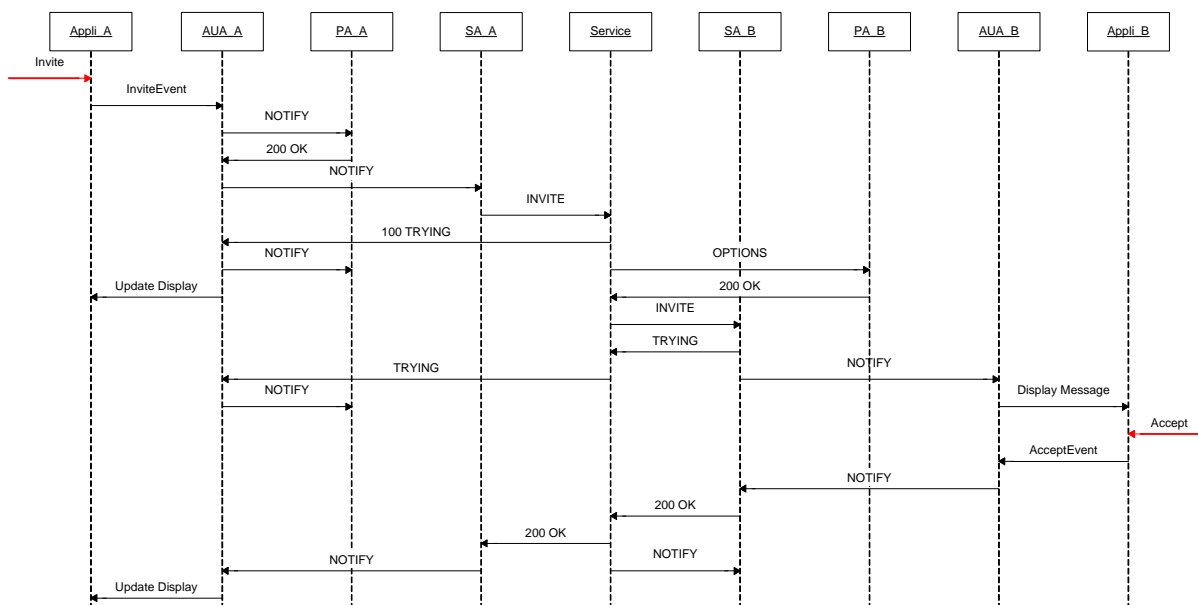 Appli_A
AUA_A
PA_A
SA_A
Service
SA_B
PA_B
AUA_B
Appli_B
Invite
InviteEvent
NOTIFY
200 OK
NOTIFY
INVITE
100 TRYING
NOTIFY
OPTIONS
Update Display
200 OK
INVITE
TRYING
TRYING
NOTIFY
NOTIFY
Display Message
Accept
AcceptEvent
NOTIFY
200 OK
200 OK
NOTIFY
NOTIFY
Update Display